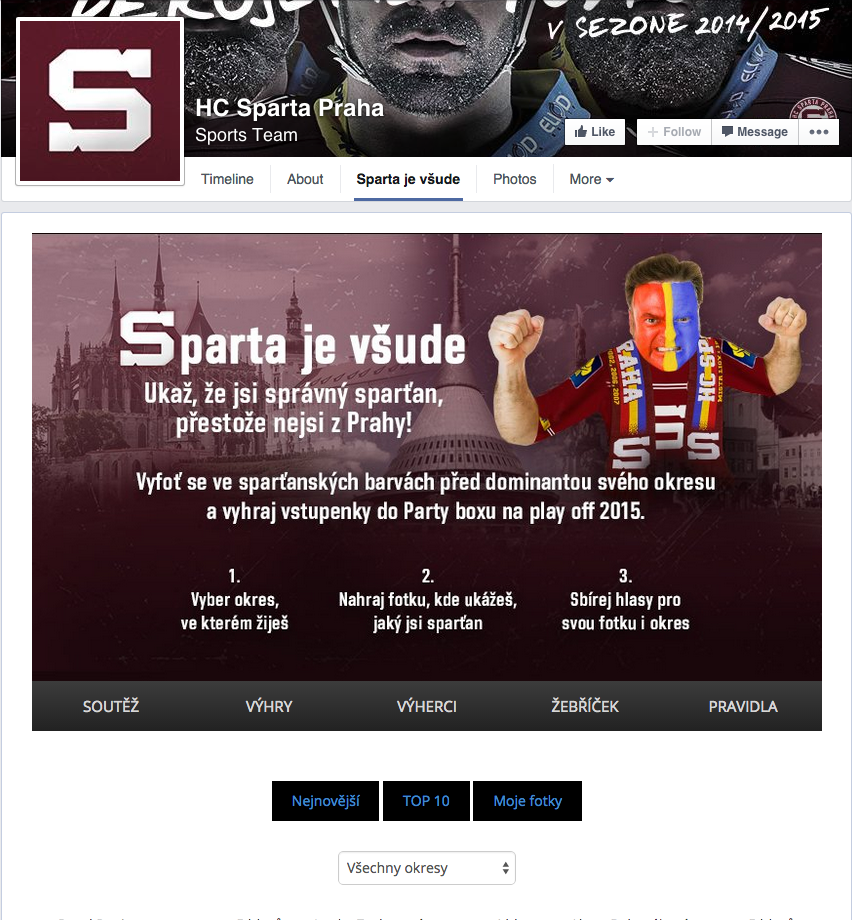 V SEZONE 2014/2015
S
HC Sparta Praha
Sports Team
Like
Follow
Message
Timeline
About
Sparta je všude
Photos
More
Sparta je všude
Ukaž, že jsi správný sparťan,
přestože nejsi z Prahy!
PRAHA
HC SP
Vyfoť se ve sparťanských barvách před dominantou svého okresu
a vyhraj vstupenky do Party boxu na play off 2015.
1.
Vyber okres,
ve kterém žiješ
2.
Nahraj fotku, kde ukážeš,
jaký jsi sparťan
3.
Sbírej hlasy pro
svou fotku i okres
SOUTĚŽ
VÝHRY
VÝHERCI
ŽEBŘÍČEK
PRAVIDLA
Nejnovější
TOP 10
Moje fotky
Všechny okresy